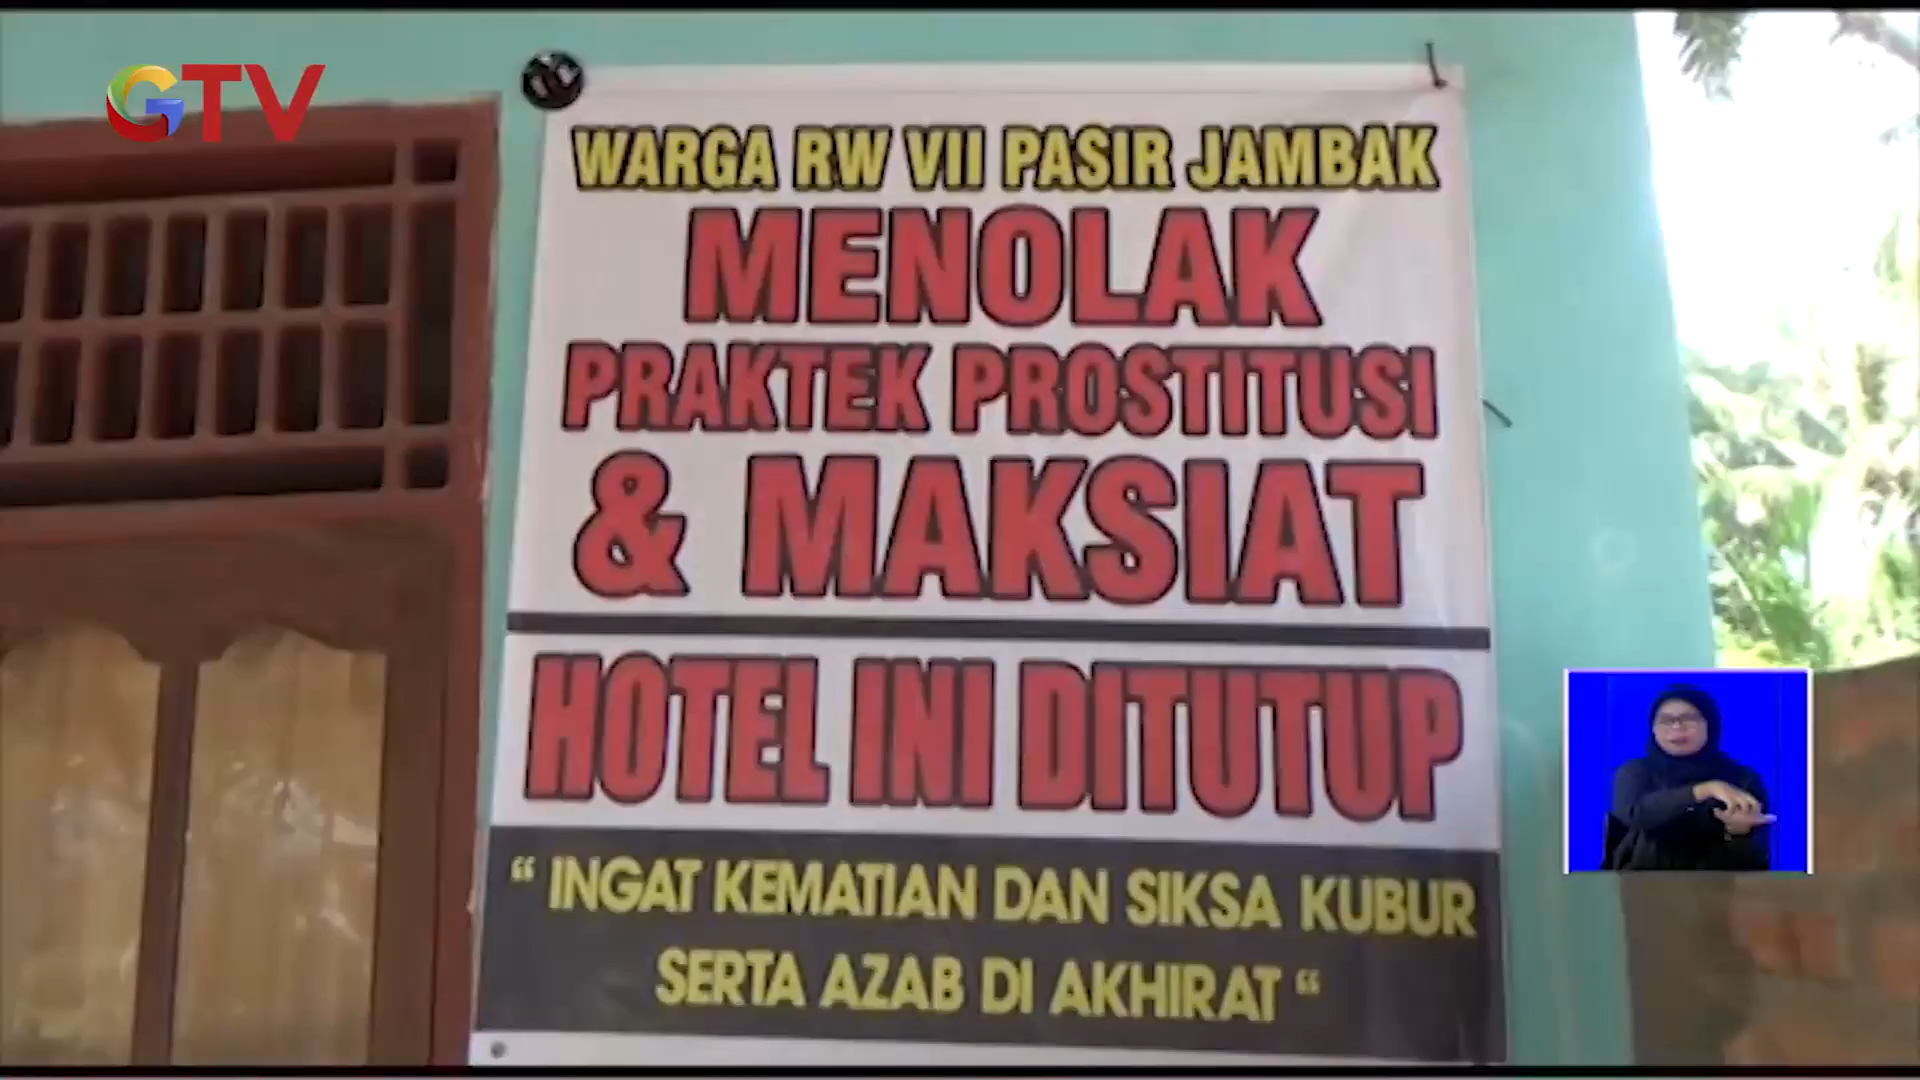 GTV
WARGA RW VII PASIR JAMBAK
MENOLAK
PRAKTEK PROSTITUSI
& MAKSIAT
HOTEL INI DITUTUP
“ INGAT KEMATIAN DAN SIKSA KUBUR
SERTA AZAB DI AKHIRAT “